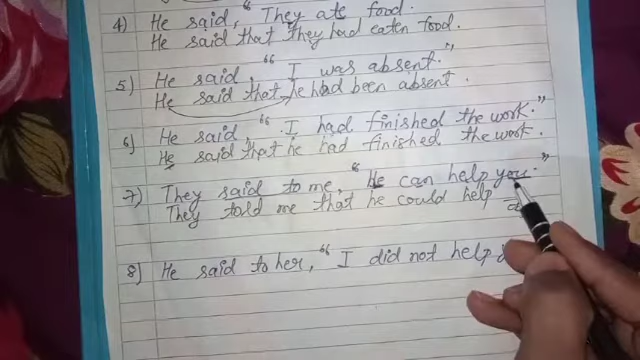 4) He said, "They ate food.
He said that they had eaten food.
5) He said, "I was absent."
He said that he had been absent.
6) He said, "I had finished the work."
He said that he had finished the work.
7) They said to me, "He can help you."
They told me that he could help
8) He said to her, "I did not help